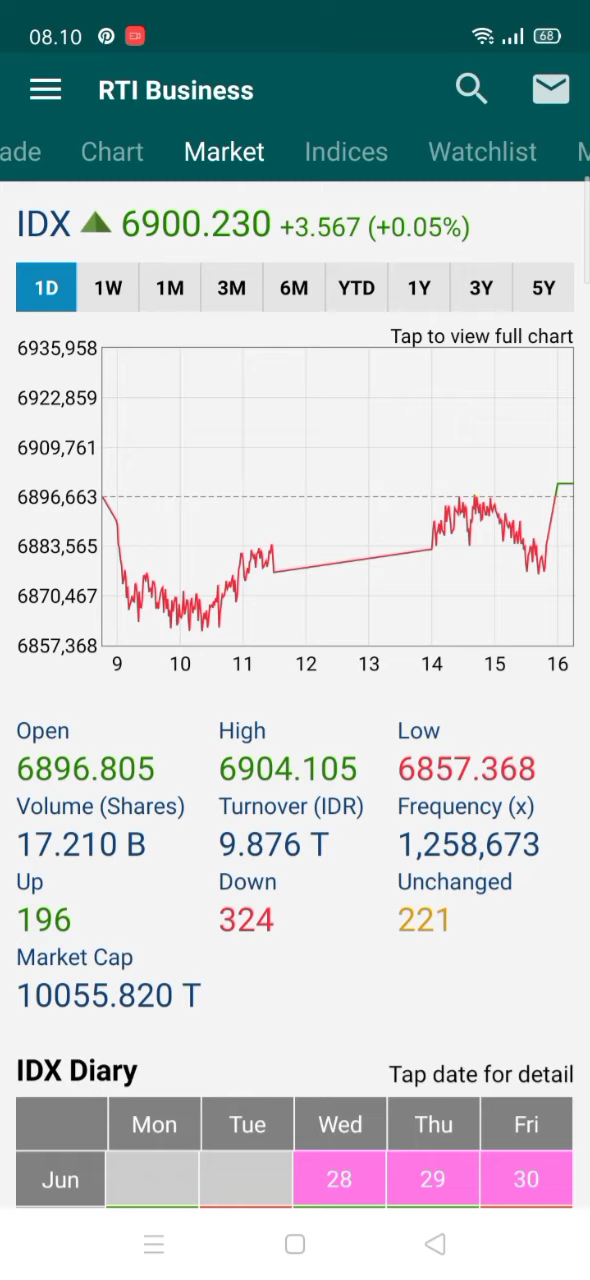 08.10 68
RTI Business
ade Chart Market Indices Watchlist M
IDX 6900.230 +3.567 (+0.05%)
1D 1W 1M 3M 6M YTD 1Y 3Y 5Y
Tap to view full chart
6935,958
6922,859
6909,761
6896,663
6883,565
6870,467
6857,368
9 10 11 12 13 14 15 16
Open High Low
6896.805 6904.105 6857.368
Volume (Shares) Turnover (IDR) Frequency (x)
17.210 B 9.876 T 1,258,673
Up Down Unchanged
196 324 221
Market Cap
10055.820 T
IDX Diary Tap date for detail
Mon Tue Wed Thu Fri
Jun 28 29 30